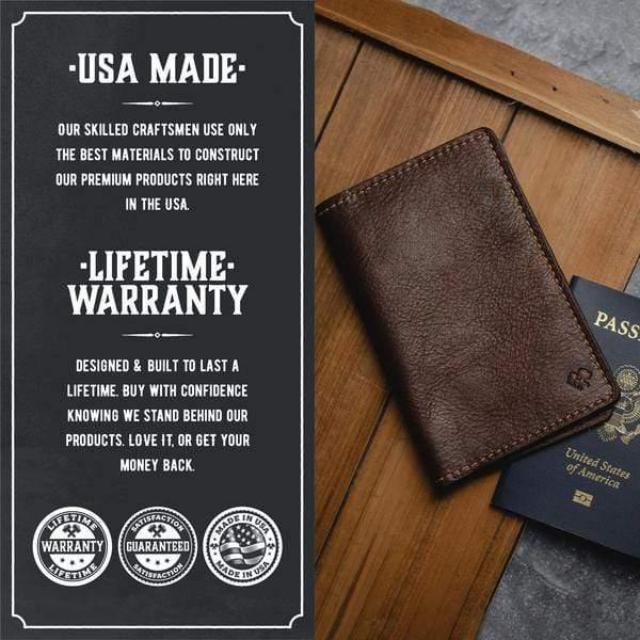 ·USA MADE·
OUR SKILLED CRAFTSMEN USE ONLY
THE BEST MATERIALS TO CONSTRUCT
OUR PREMIUM PRODUCTS RIGHT HERE
IN THE USA.
·LIFETIME·
WARRANTY
DESIGNED & BUILT TO LAST A
LIFETIME. BUY WITH CONFIDENCE
KNOWING WE STAND BEHIND OUR
PRODUCTS. LOVE IT, OR GET YOUR
MONEY BACK.
LIFETIME
WARRANTY
LIFETIME
SATISFACTION
GUARANTEED
SATISFACTION
MADE IN USA
MADE IN USA
PASS
United States
of America